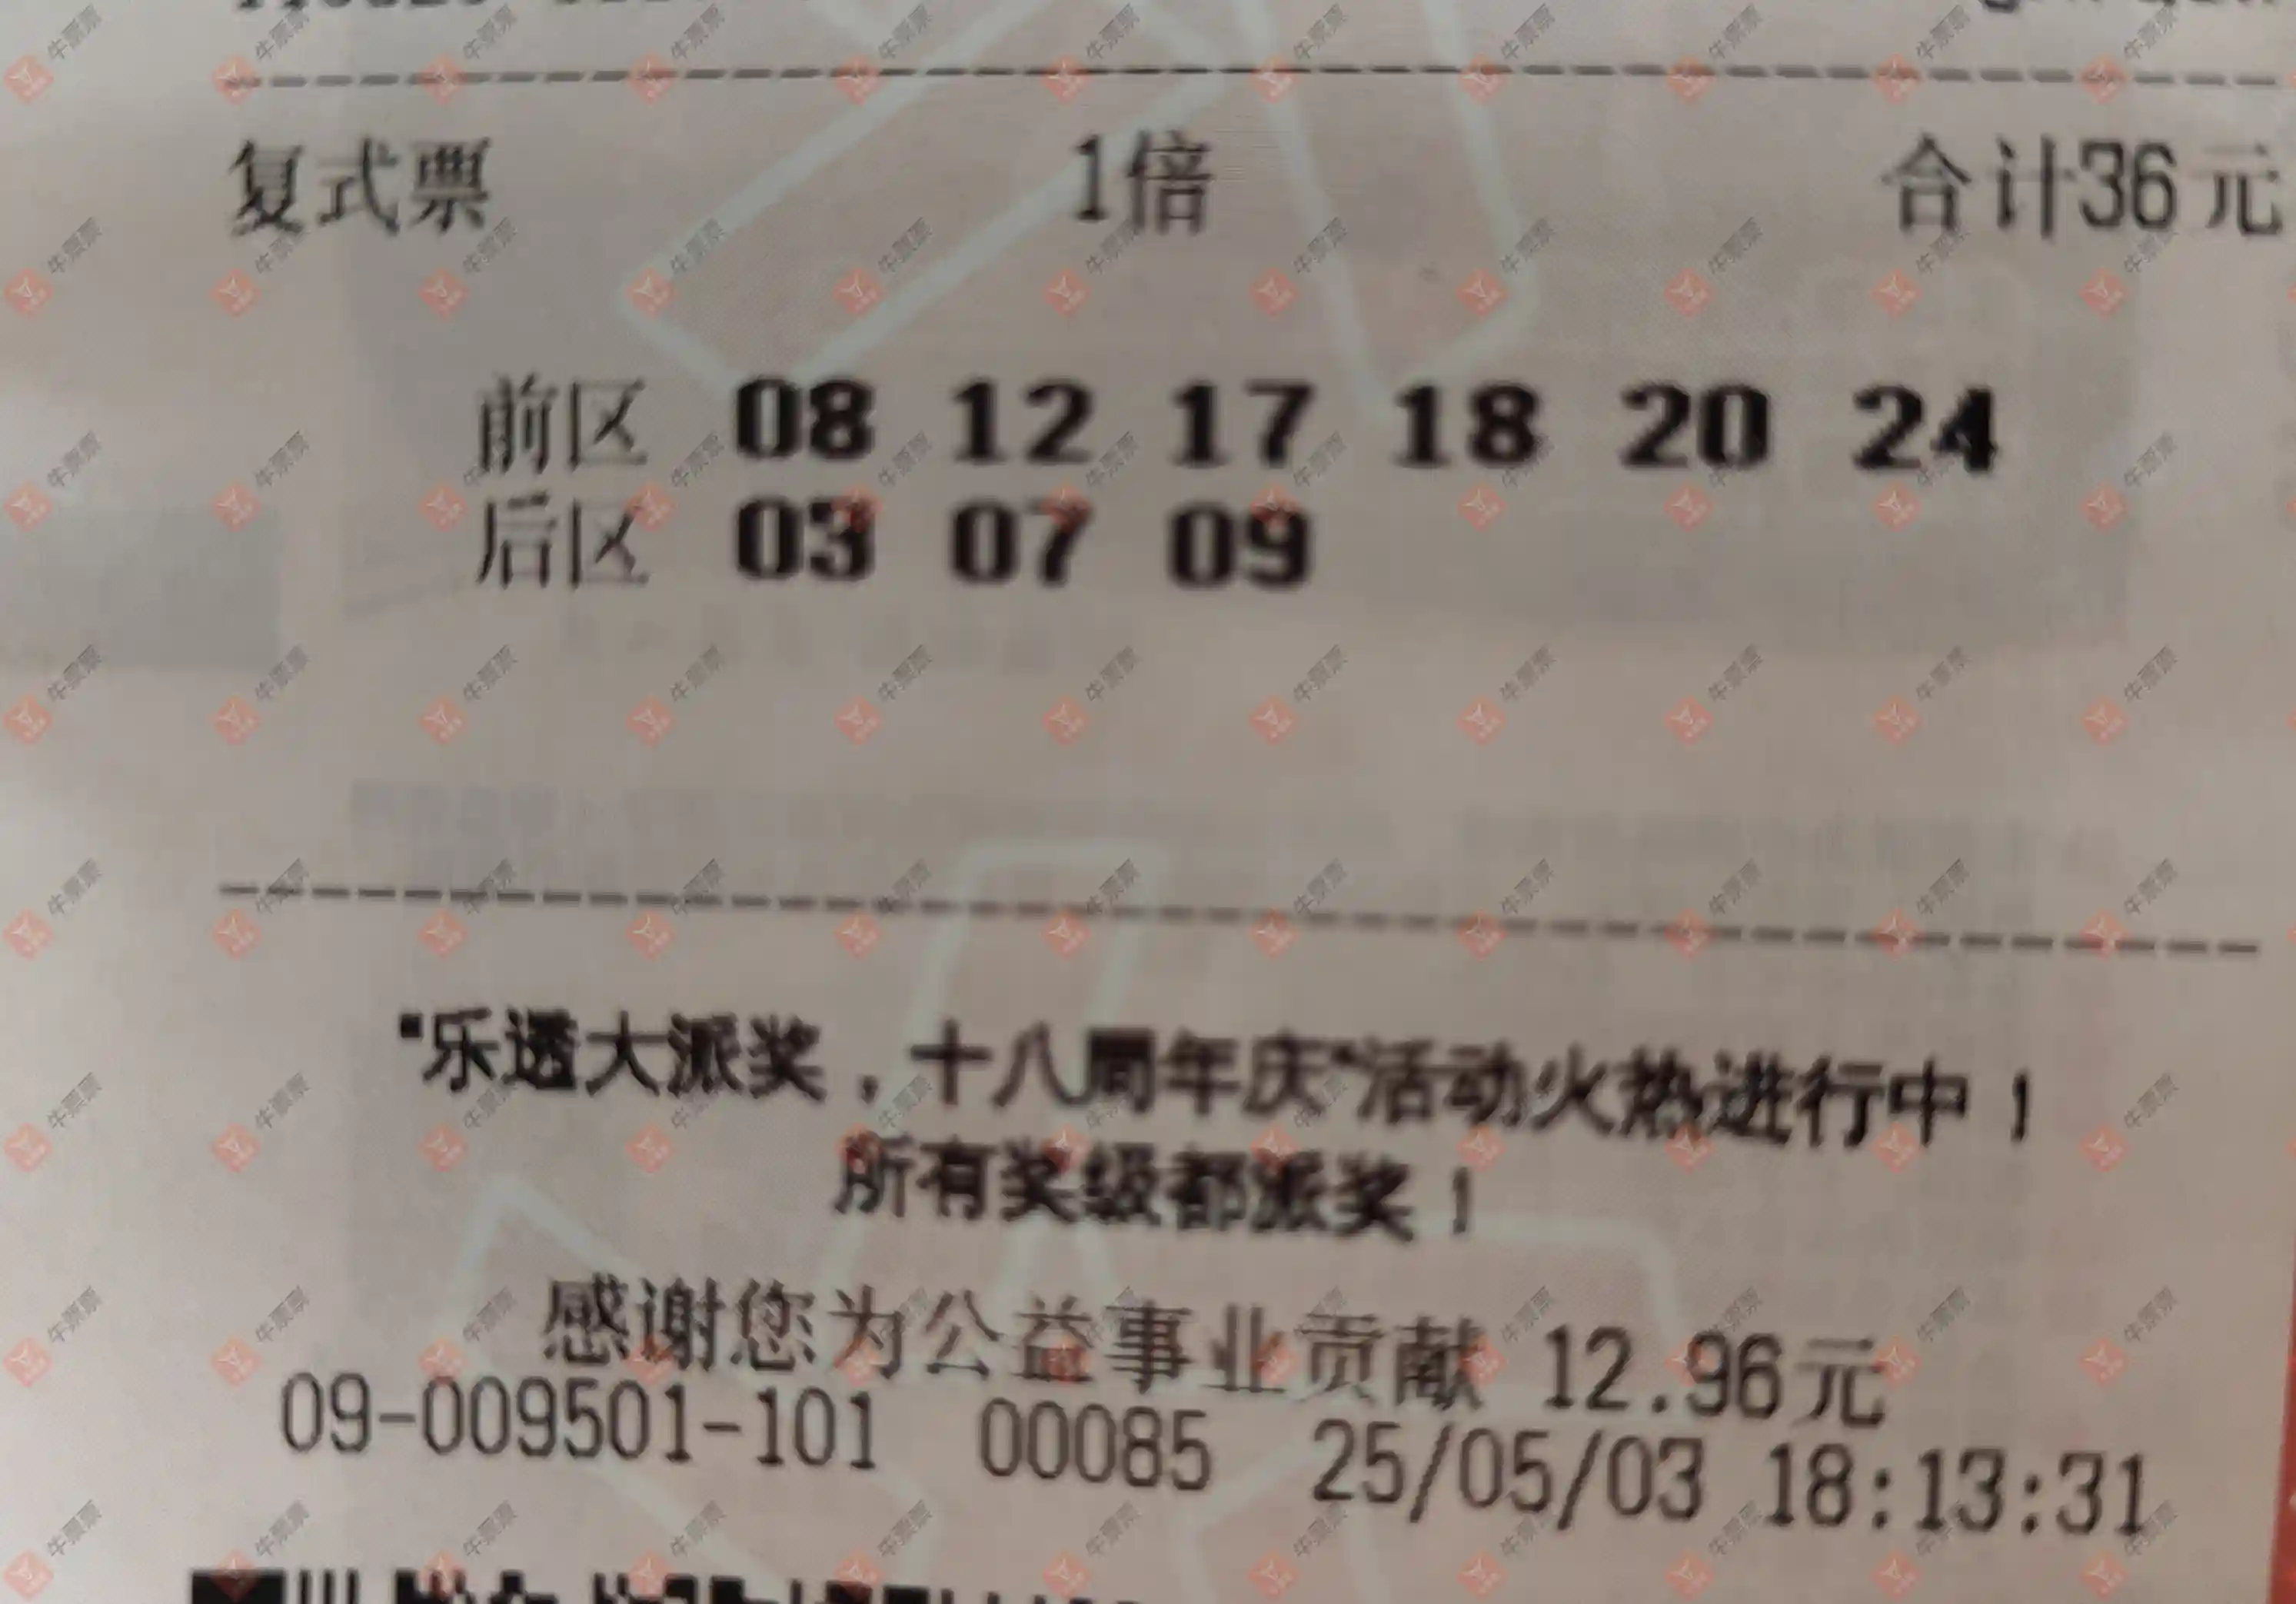 复式票 1倍 合计36元
前区 08 12 17 18 20 24
后区 03 07 09
"乐透大派奖，十八周年庆"活动火热进行中！
所有奖级都派奖！
感谢您为公益事业贡献 12.96元
09-009501-101 00085 25/05/03 18:13:31
牛票票